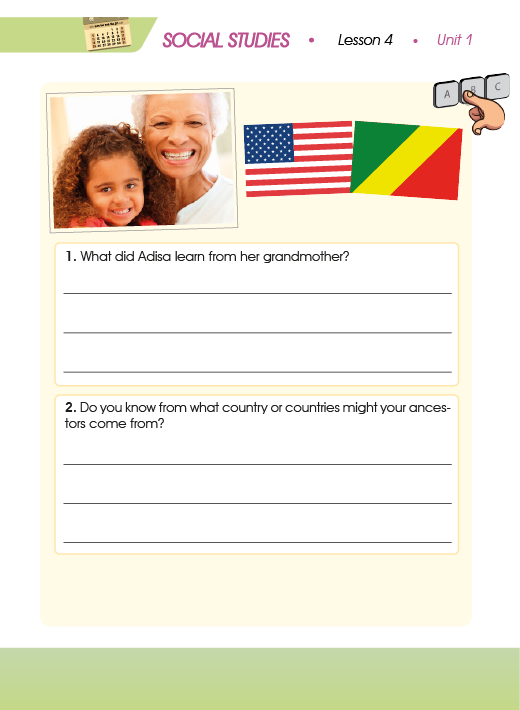 SOCIAL STUDIES • Lesson 4 • Unit 1
A B C
1. What did Adisa learn from her grandmother?
2. Do you know from what country or countries might your ances-
tors come from?